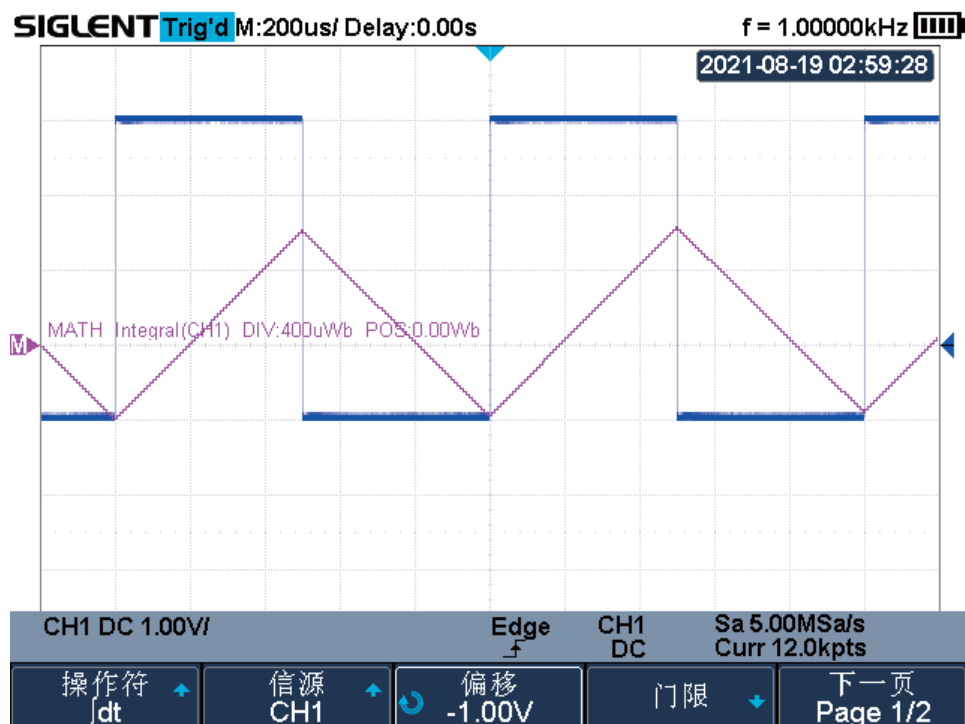 SIGLENT Trig'd M:200us/ Delay:0.00s f = 1.00000kHz
2021-08-19 02:59:28
M
MATH Integral(CH1) DIV:400uWb POS:0.00Wb
CH1 DC 1.00V/ Edge CH1 Sa 5.00MSa/s
DC Curr 12.0kpts
操作符 信源 偏移 门限 下一页
∫dt CH1 -1.00V Page 1/2